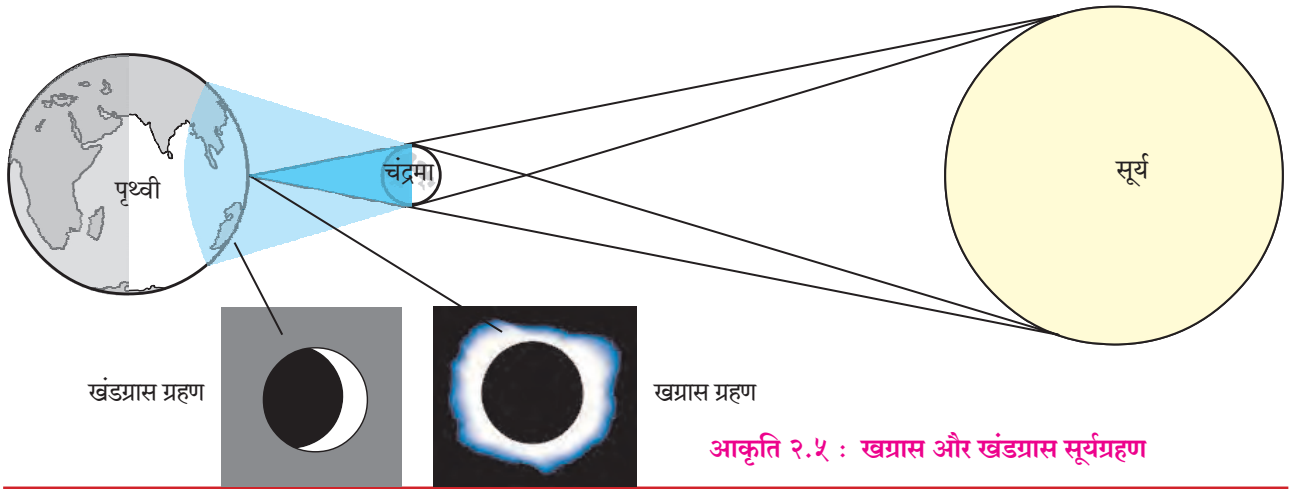 पृथ्वी
चंद्रमा
सूर्य
खंडग्रास ग्रहण
खग्रास ग्रहण
आकृति २.५ : खग्रास और खंडग्रास सूर्यग्रहण